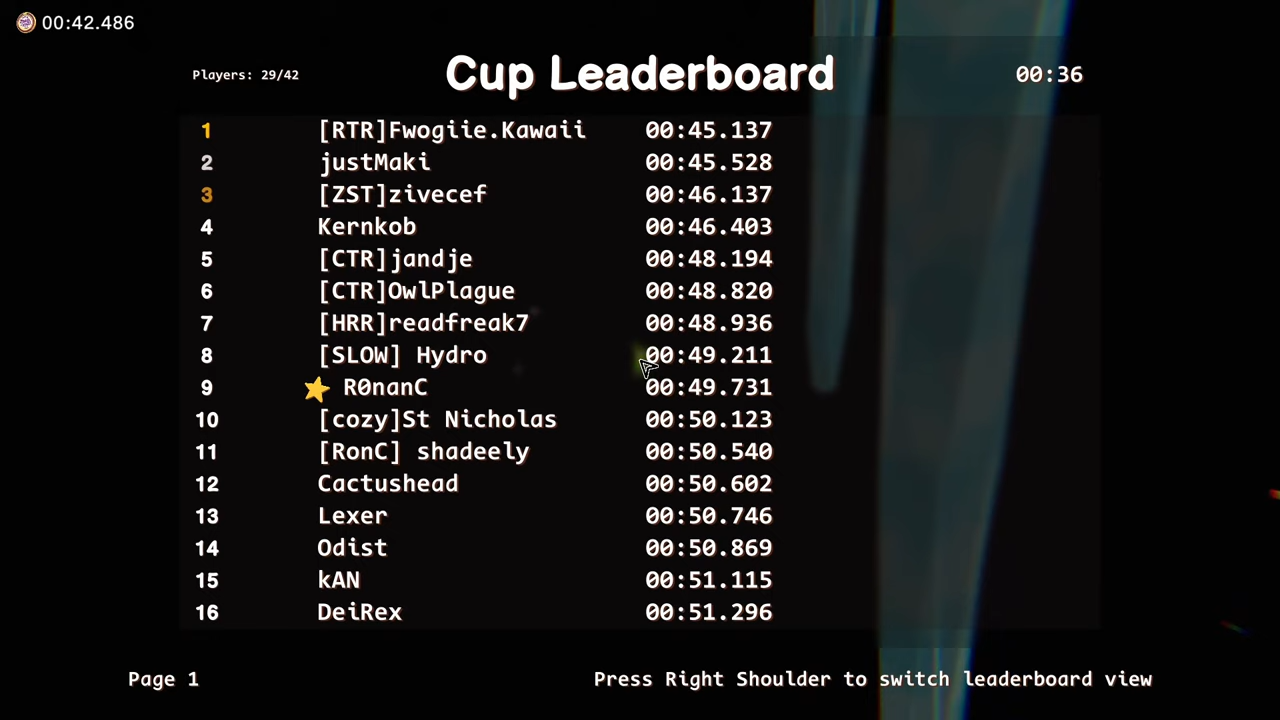 00:42.486
Players: 29/42
Cup Leaderboard
00:36
1 [RTR]Fwogiie.Kawaii 00:45.137
2 justMaki 00:45.528
3 [ZST]zivecef 00:46.137
4 Kernkob 00:46.403
5 [CTR]jandje 00:48.194
6 [CTR]OwlPlague 00:48.820
7 [HRR]readfreak7 00:48.936
8 [SLOW] Hydro 00:49.211
9 R0nanC 00:49.731
10 [cozy]St Nicholas 00:50.123
11 [RonC] shadeely 00:50.540
12 Cactushead 00:50.602
13 Lexer 00:50.746
14 Odist 00:50.869
15 kAN 00:51.115
16 DeiRex 00:51.296
Page 1
Press Right Shoulder to switch leaderboard view